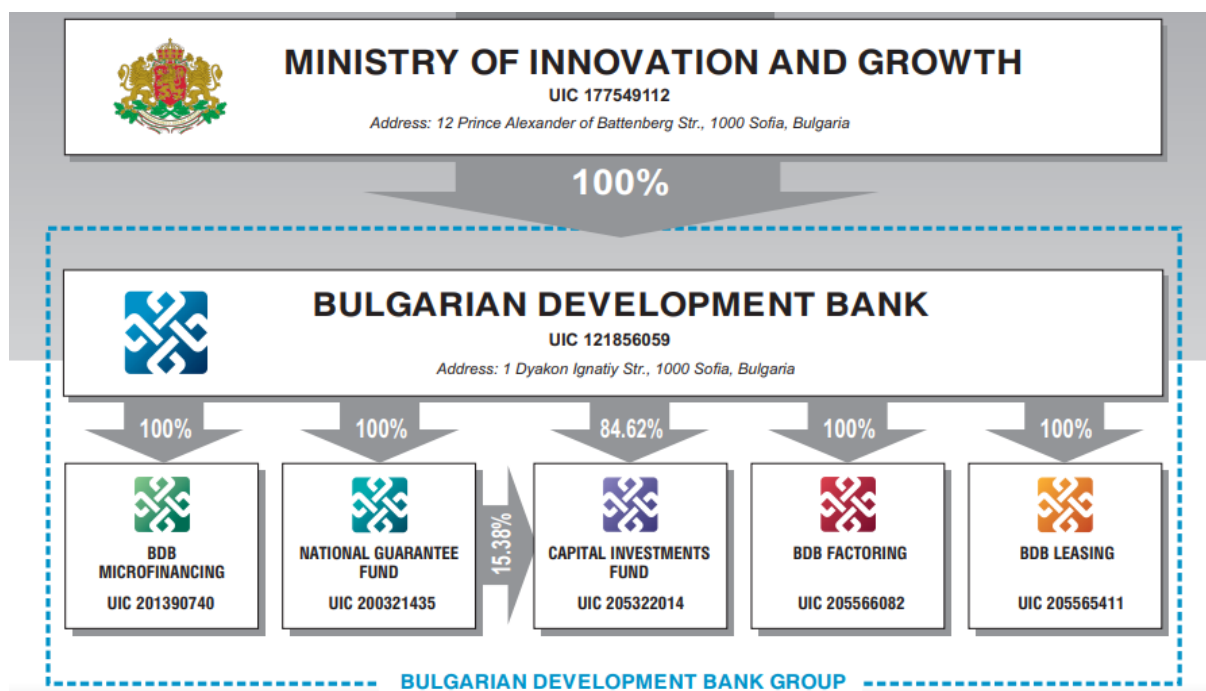 MINISTRY OF INNOVATION AND GROWTH
UIC 177549112
Address: 12 Prince Alexander of Battenberg Str., 1000 Sofia, Bulgaria
100%
BULGARIAN DEVELOPMENT BANK
UIC 121856059
Address: 1 Dyakon Ignatiy Str., 1000 Sofia, Bulgaria
100%
100%
84.62%
100%
100%
BDB
MICROFINANCING
UIC 201390740
NATIONAL GUARANTEE
FUND
UIC 200321435
15.38%
CAPITAL INVESTMENTS
FUND
UIC 205322014
BDB FACTORING
UIC 205566082
BDB LEASING
UIC 205565411
BULGARIAN DEVELOPMENT BANK GROUP